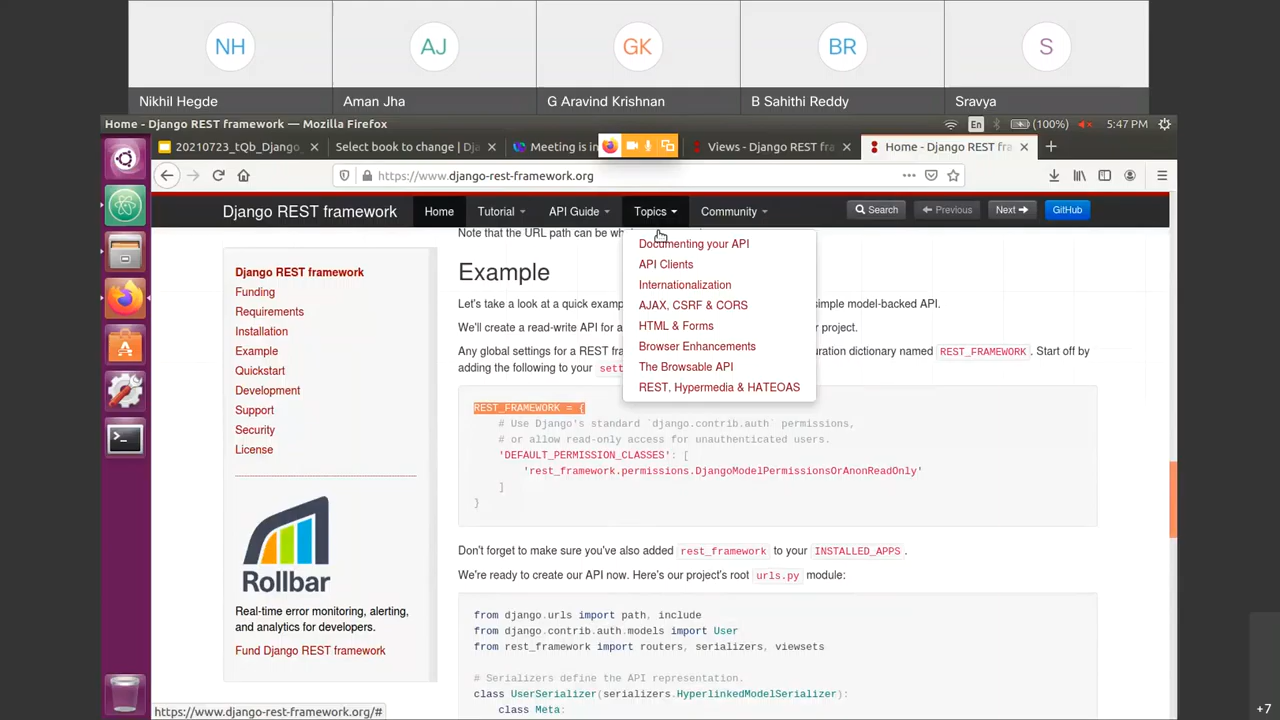 NH
AJ
GK
BR
S
Nikhil Hegde
Aman Jha
G Aravind Krishnan
B Sahithi Reddy
Sravya
Home - Django REST framework — Mozilla Firefox
En
(100%)
5:47 PM
20210723_tQb_Django_
Select book to change | Dja
Meeting is in
Views - Django REST fra
Home - Django REST fra
https://www.django-rest-framework.org
Django REST framework
Home
Tutorial
API Guide
Topics
Community
Search
Previous
Next
GitHub
Note that the URL path can be wh
Documenting your API
API Clients
Internationalization
AJAX, CSRF & CORS
HTML & Forms
Browser Enhancements
The Browsable API
REST, Hypermedia & HATEOAS
Django REST framework
Funding
Requirements
Installation
Example
Quickstart
Development
Support
Security
License
Rollbar
Real-time error monitoring, alerting,
and analytics for developers.
Fund Django REST framework
Example
Let's take a look at a quick examp simple model-backed API.
We'll create a read-write API for a r project.
Any global settings for a REST fra uration dictionary named REST_FRAMEWORK . Start off by
adding the following to your sett
REST_FRAMEWORK = {
# Use Django's standard `django.contrib.auth` permissions,
# or allow read-only access for unauthenticated users.
'DEFAULT_PERMISSION_CLASSES': [
'rest_framework.permissions.DjangoModelPermissionsOrAnonReadOnly'
]
}
Don't forget to make sure you've also added rest_framework to your INSTALLED_APPS .
We're ready to create our API now. Here's our project's root urls.py module:
from django.urls import path, include
from django.contrib.auth.models import User
from rest_framework import routers, serializers, viewsets
# Serializers define the API representation.
class UserSerializer(serializers.HyperlinkedModelSerializer):
class Meta:
https://www.django-rest-framework.org/#
+7